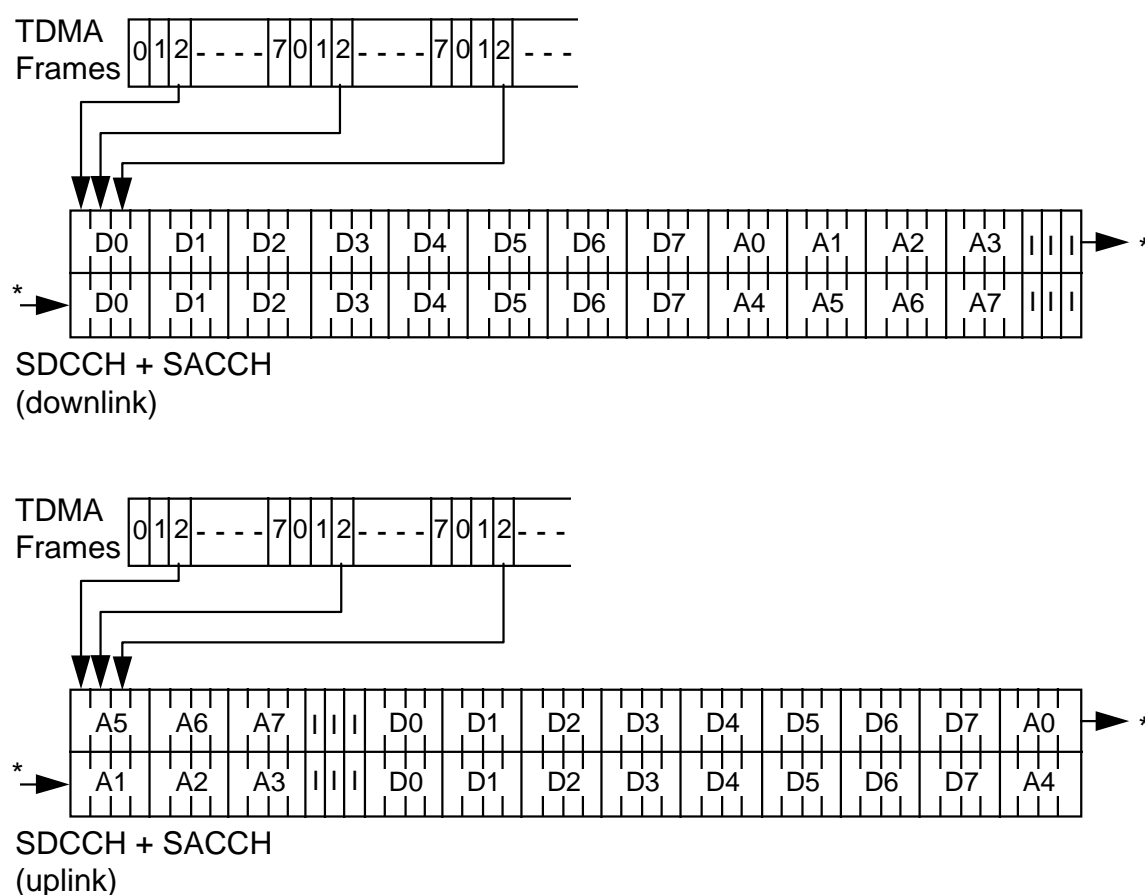 TDMA
Frames
0 1 2 - - - - 7 0 1 2 - - - - 7 0 1 2 - - -
D0 D1 D2 D3 D4 D5 D6 D7 A0 A1 A2 A3 I I I *
* D0 D1 D2 D3 D4 D5 D6 D7 A4 A5 A6 A7 I I I
SDCCH + SACCH
(downlink)
TDMA
Frames
0 1 2 - - - - 7 0 1 2 - - - - 7 0 1 2 - - -
A5 A6 A7 I I I D0 D1 D2 D3 D4 D5 D6 D7 A0 *
* A1 A2 A3 I I I D0 D1 D2 D3 D4 D5 D6 D7 A4
SDCCH + SACCH
(uplink)